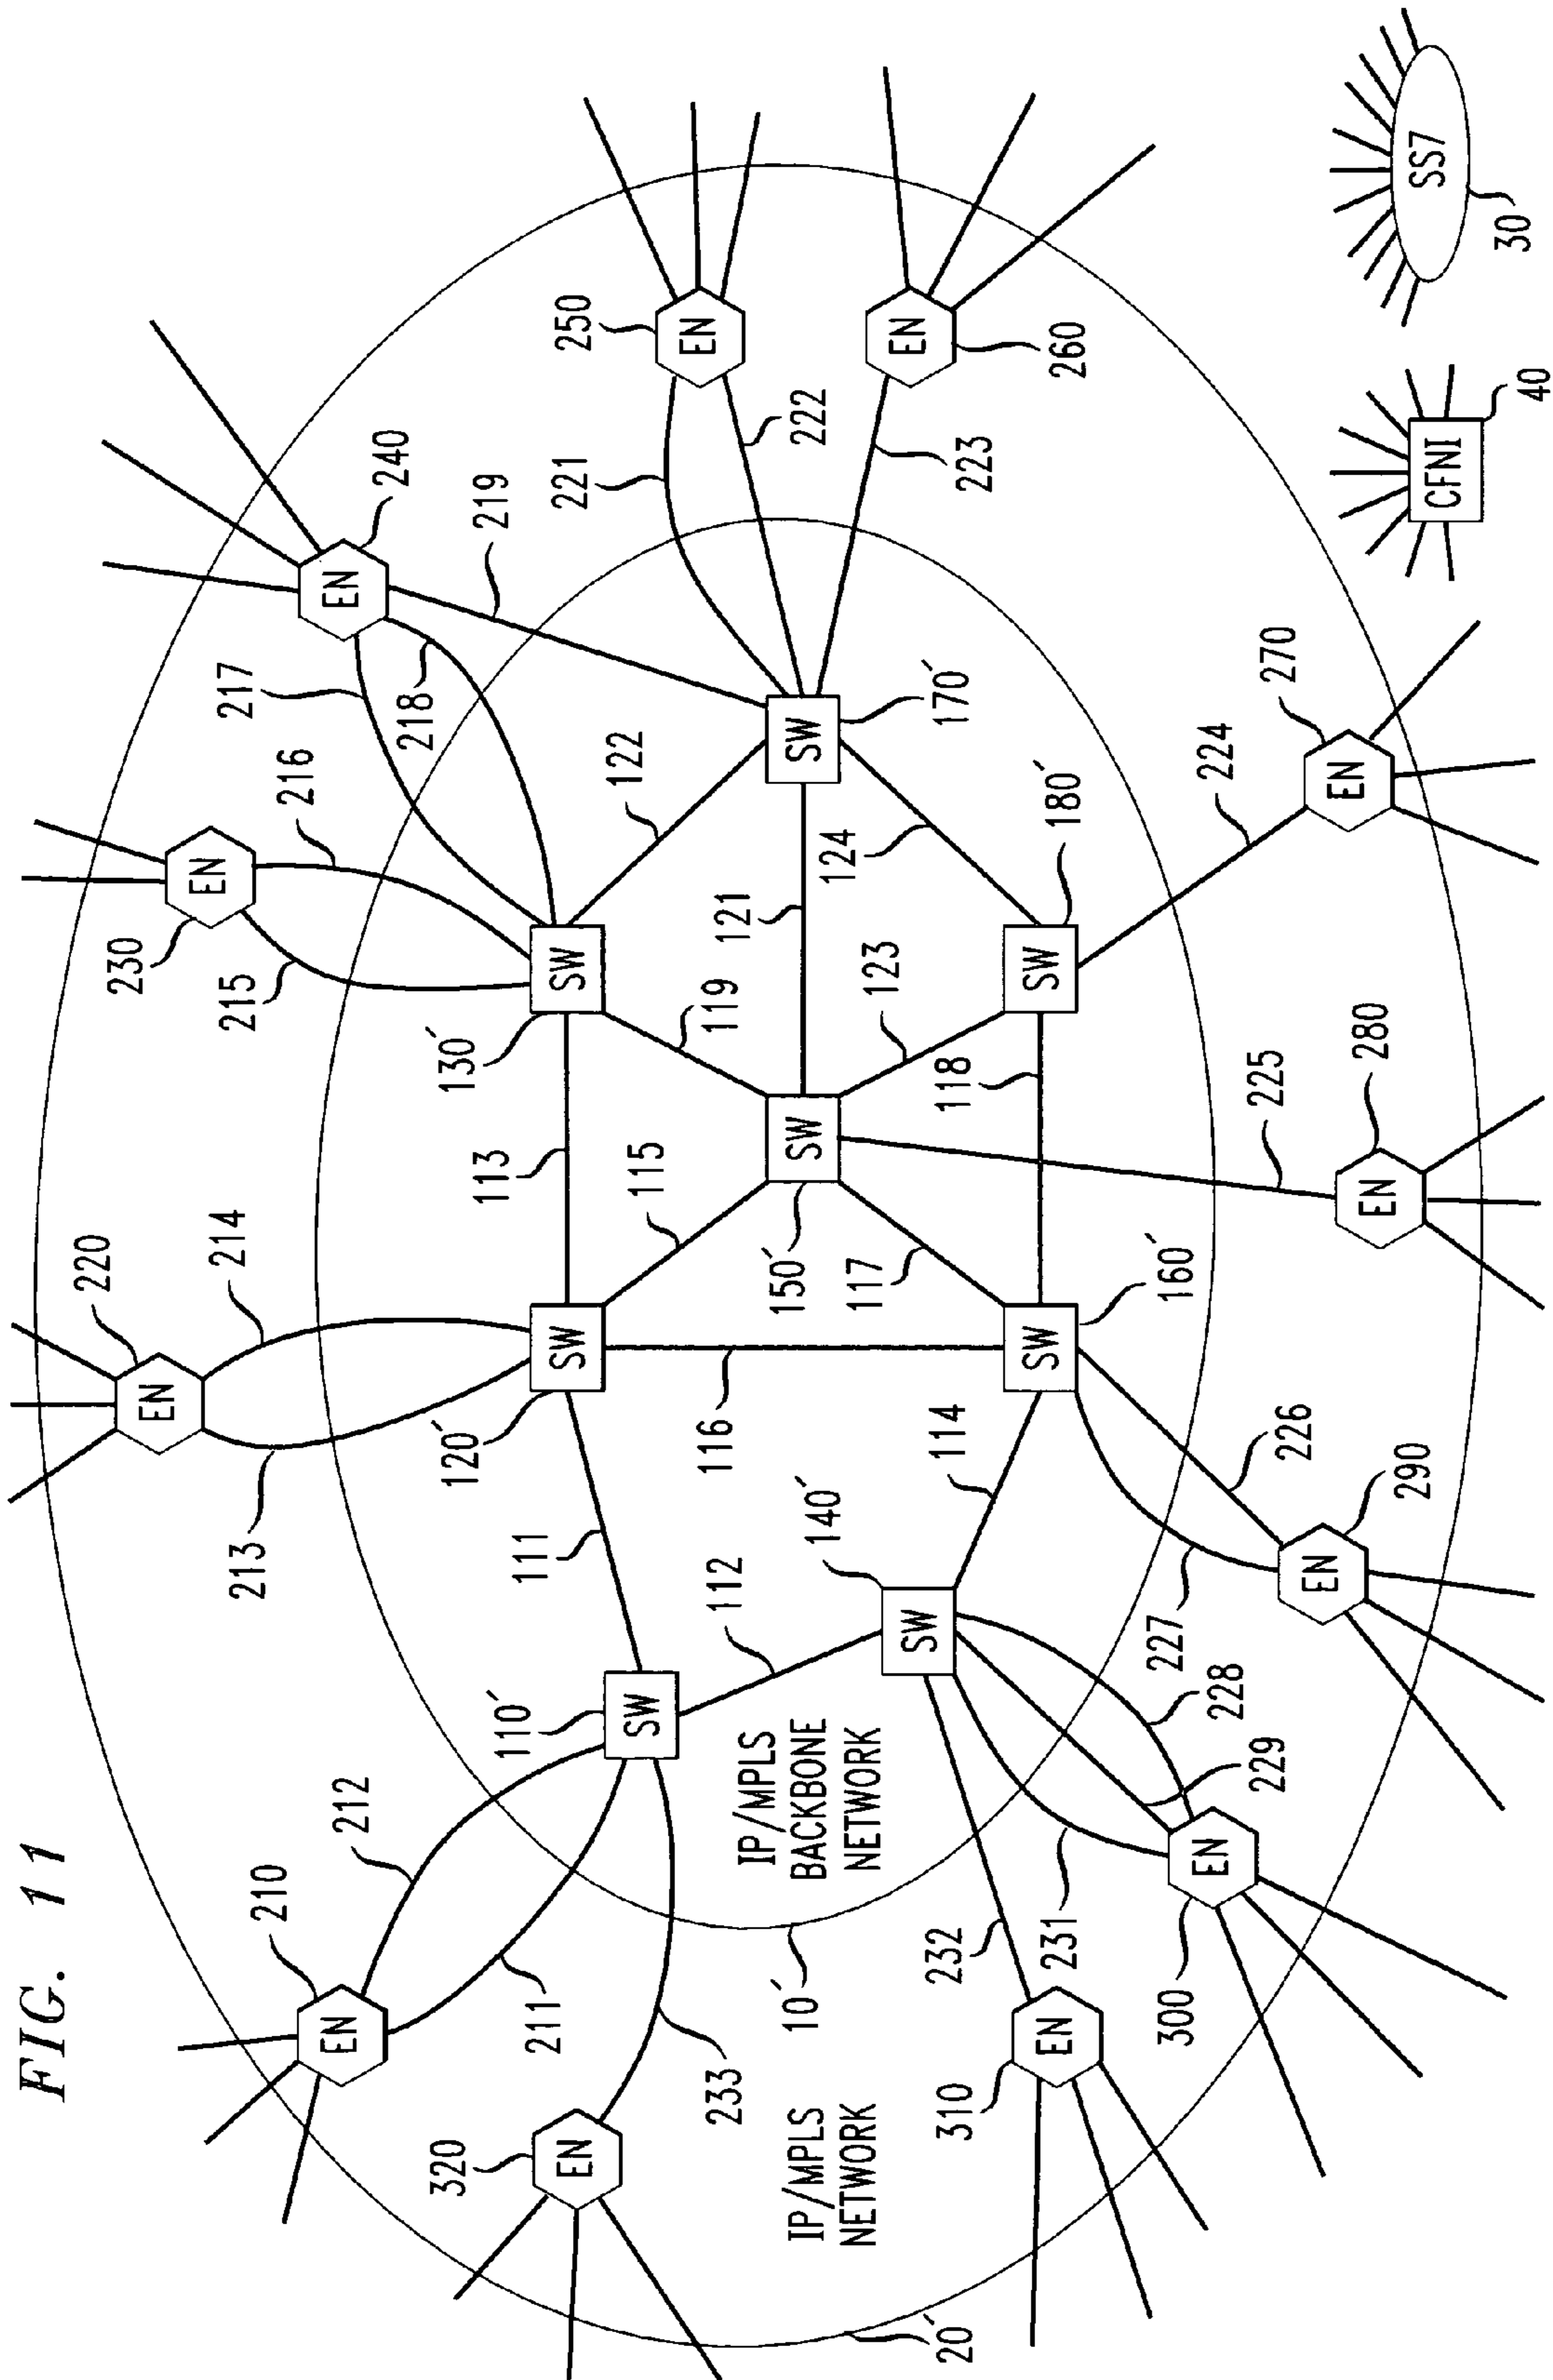 FIG. 11
220
240
230
213
214
215
216
217
218
219
210
212
211
320
233
EN
EN
EN
EN
EN
120´
130´
111
113
122
221
250
EN
110´
SW
SW
SW
115
119
116
121
222
170´
SW
112
140´
150´
SW
117
123
124
223
260
EN
IP/MPLS
NETWORK
IP/MPLS
BACKBONE
NETWORK
SW
114
SW
118
SW
180´
160´
20´
10´
232
310
EN
231
229
228
227
226
225
224
300
EN
290
EN
280
EN
270
EN
CFNI
40
SS7
30